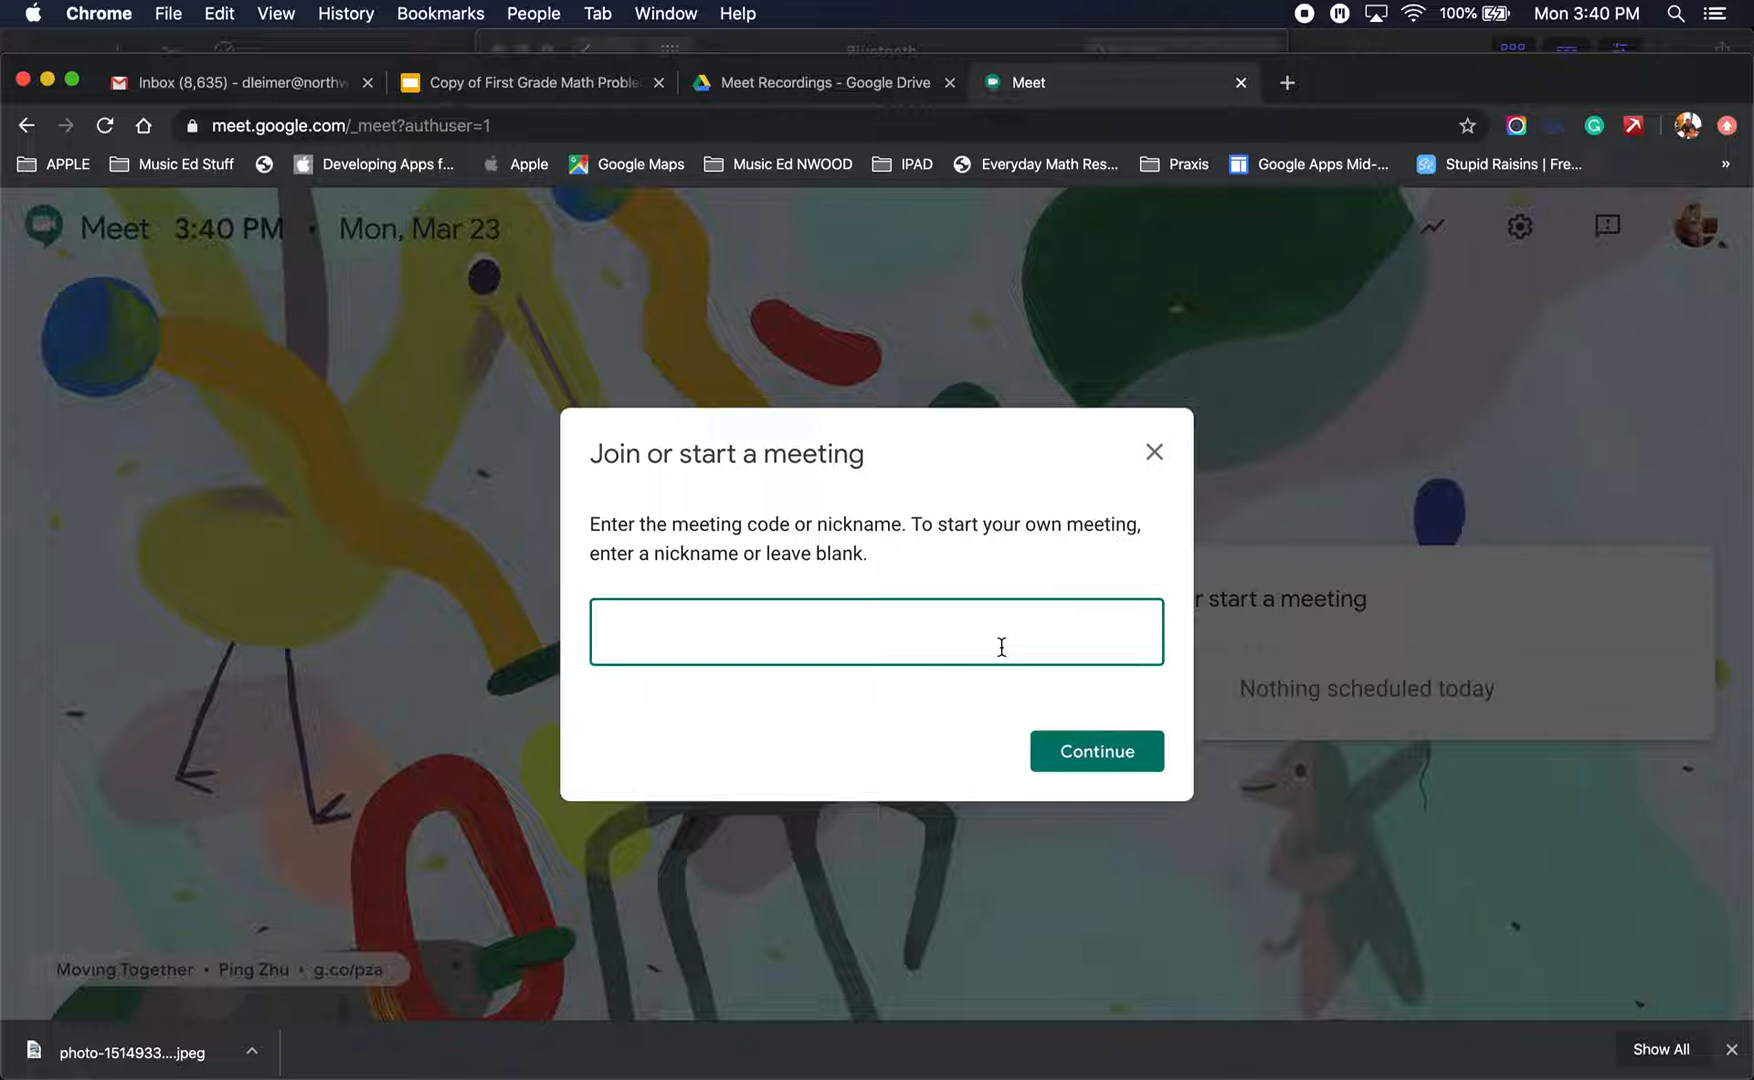 Chrome File Edit View History Bookmarks People Tab Window Help 100% Mon 3:40 PM
Inbox (8,635) - dleimer@northw Copy of First Grade Math Proble Meet Recordings - Google Drive Meet
meet.google.com/_meet?authuser=1
APPLE Music Ed Stuff Developing Apps f... Apple Google Maps Music Ed NWOOD IPAD Everyday Math Res... Praxis Google Apps Mid-... Stupid Raisins | Fre... »
Meet 3:40 PM · Mon, Mar 23
Join or start a meeting
Enter the meeting code or nickname. To start your own meeting,
enter a nickname or leave blank.
r start a meeting
Nothing scheduled today
Continue
Moving Together · Ping Zhu · g.co/pza
photo-1514933....jpeg Show All